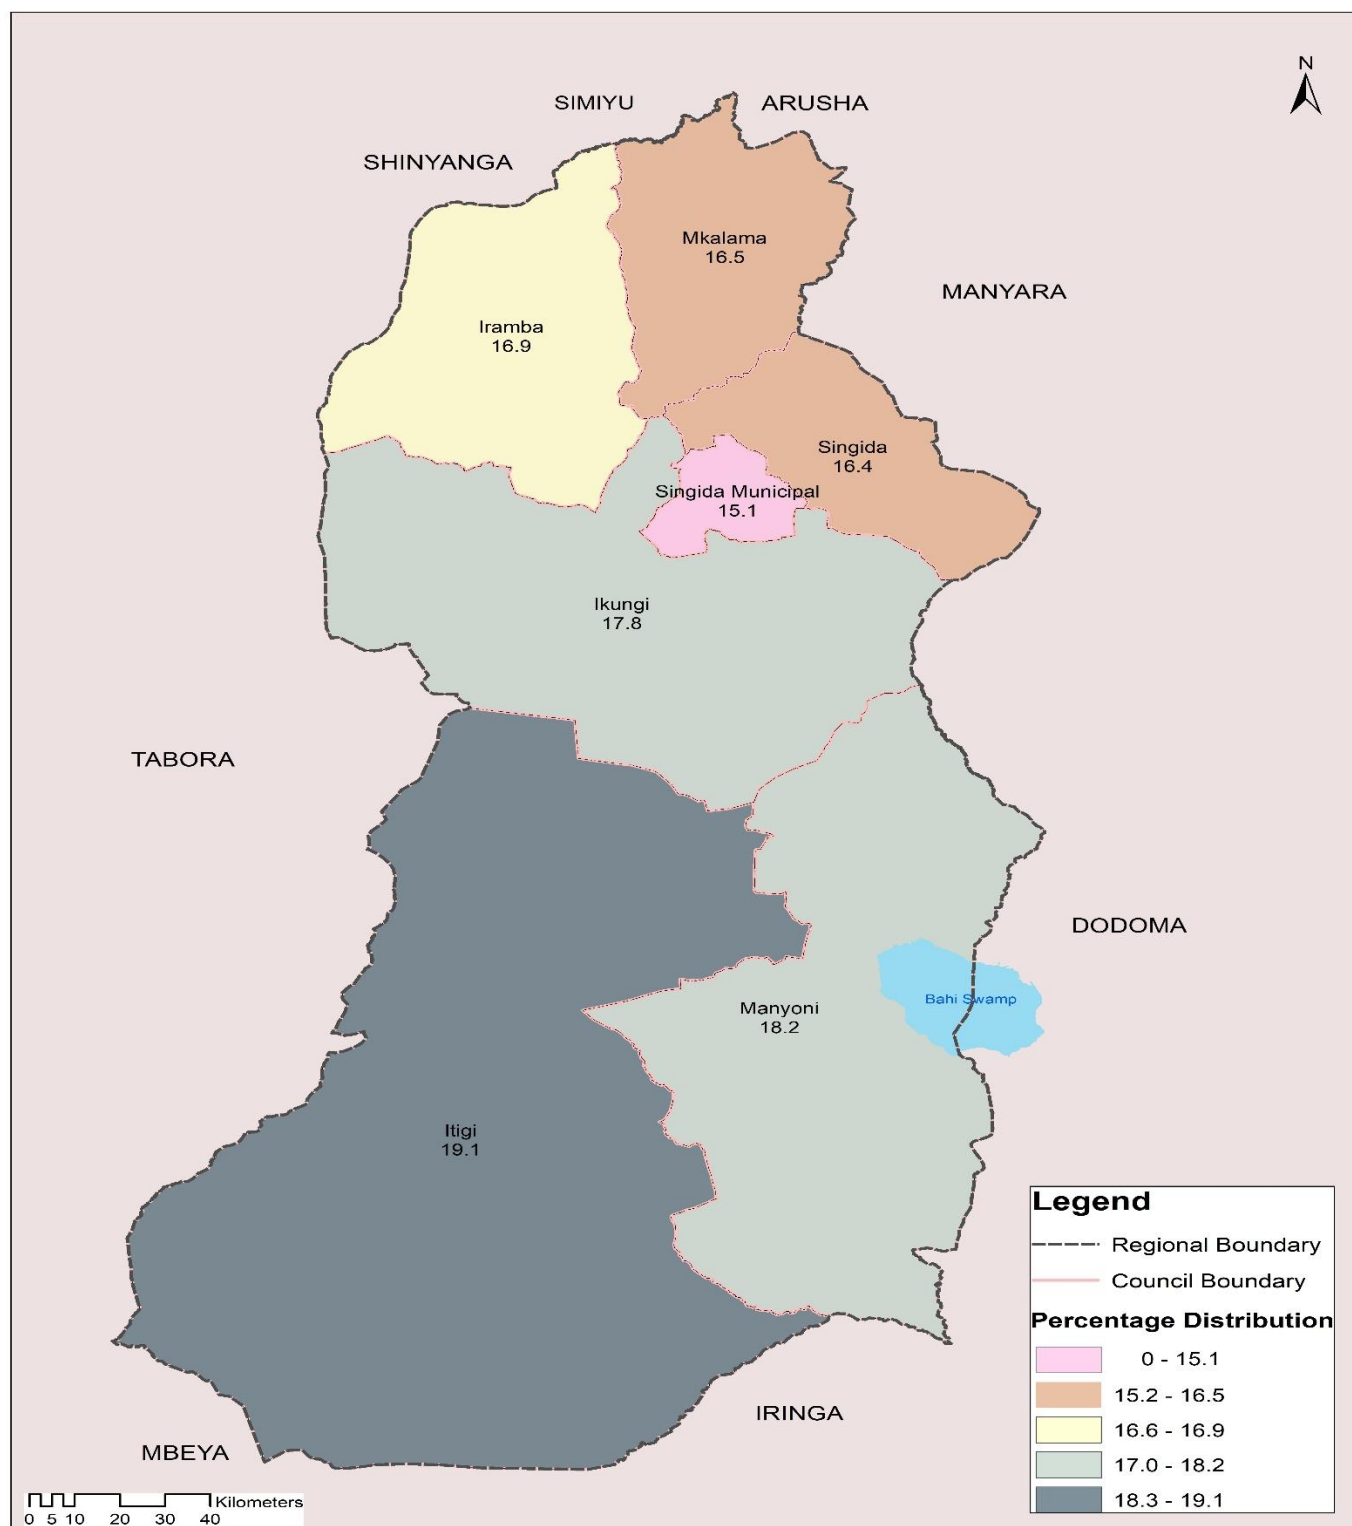 N
SIMIYU
ARUSHA
SHINYANGA
Mkalama
16.5
MANYARA
Iramba
16.9
Singida
16.4
Singida Municipal
15.1
Ikungi
17.8
TABORA
DODOMA
Bahi Swamp
Manyoni
18.2
Itigi
19.1
IRINGA
MBEYA
Legend
Regional Boundary
Council Boundary
Percentage Distribution
0 - 15.1
15.2 - 16.5
16.6 - 16.9
17.0 - 18.2
18.3 - 19.1
Kilometers
0 5 10 20 30 40